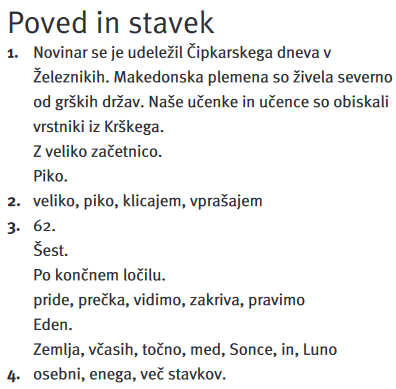 Poved in stavek
1. Novinar se je udeležil Čipkarskega dneva v
Železnikih. Makedonska plemena so živela severno
od grških držav. Naše učenke in učence so obiskali
vrstniki iz Krškega.
Z veliko začetnico.
Piko.
2. veliko, piko, klicajem, vprašajem
3. 62.
Šest.
Po končnem ločilu.
pride, prečka, vidimo, zakriva, pravimo
Eden.
Zemlja, včasih, točno, med, Sonce, in, Luno
4. osebni, enega, več stavkov.